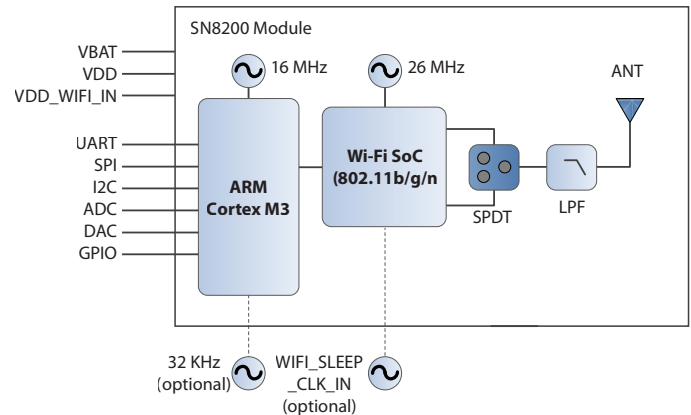 SN8200 Module
VBAT
VDD
VDD_WIFI_IN
16 MHz
26 MHz
ANT
UART
SPI
I2C
ADC
DAC
GPIO
ARM
Cortex M3
Wi-Fi SoC
(802.11b/g/n
SPDT
LPF
32 KHz
(optional)
WIFI_SLEEP
_CLK_IN
(optional)